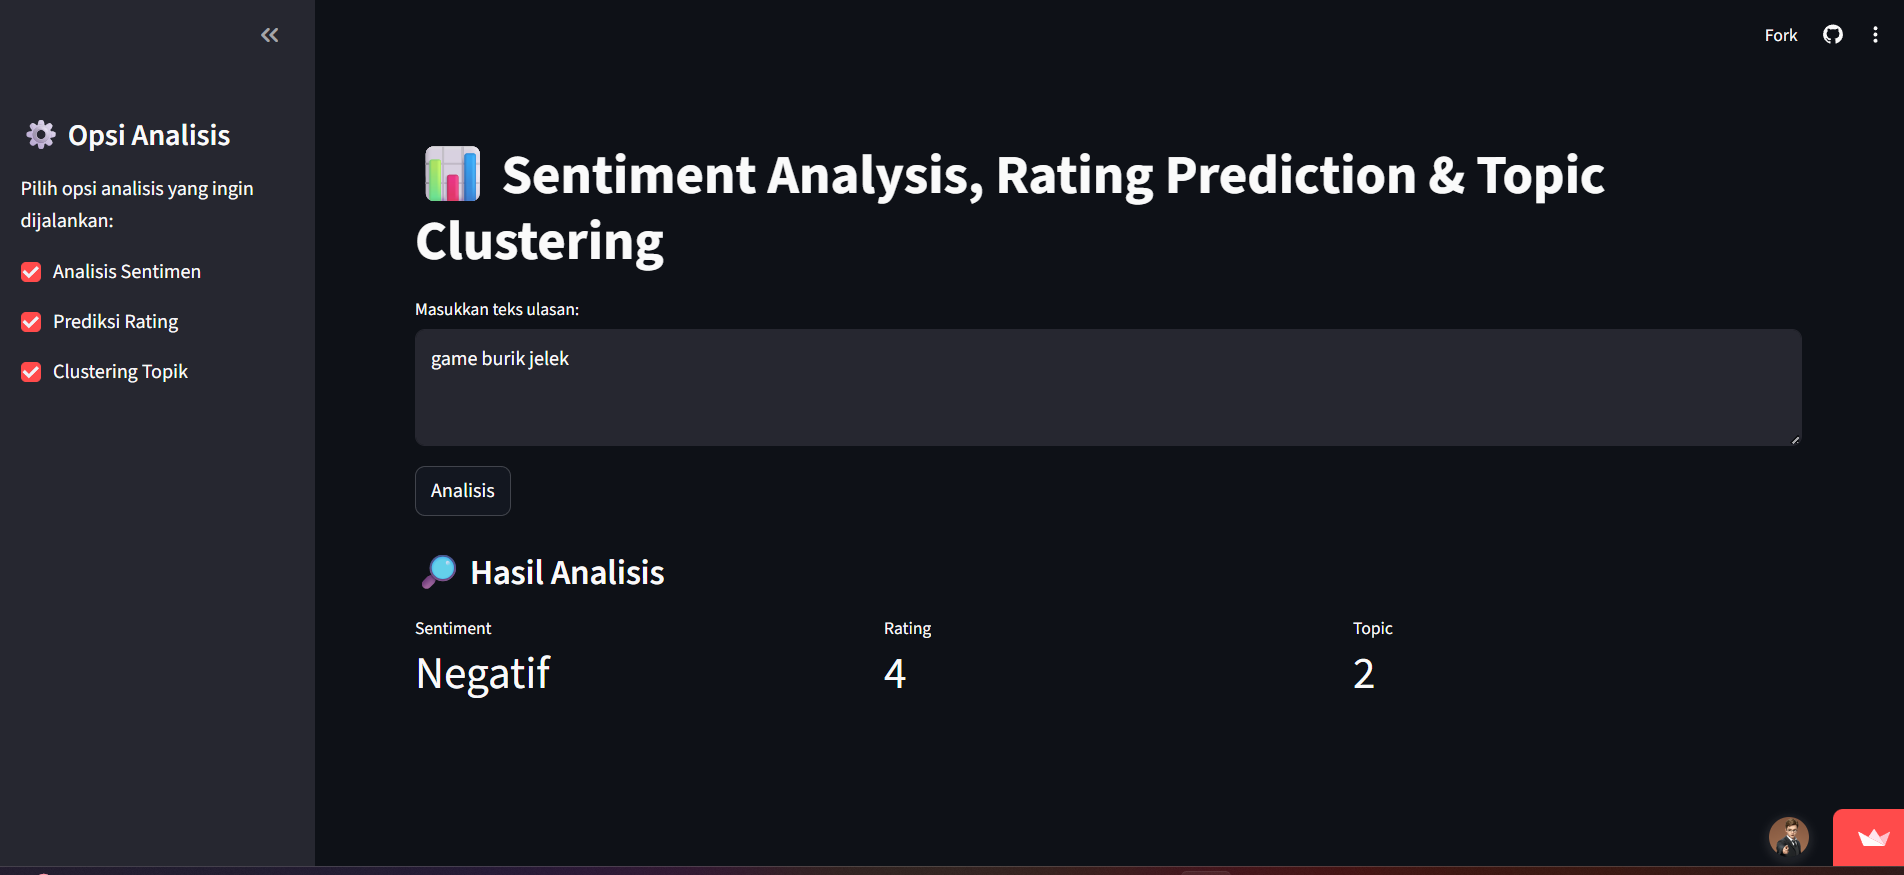 Fork
Opsi Analisis
Pilih opsi analisis yang ingin
dijalankan:
Analisis Sentimen
Prediksi Rating
Clustering Topik
Sentiment Analysis, Rating Prediction & Topic
Clustering
Masukkan teks ulasan:
game burik jelek
Analisis
Hasil Analisis
Sentiment
Negatif
Rating
4
Topic
2